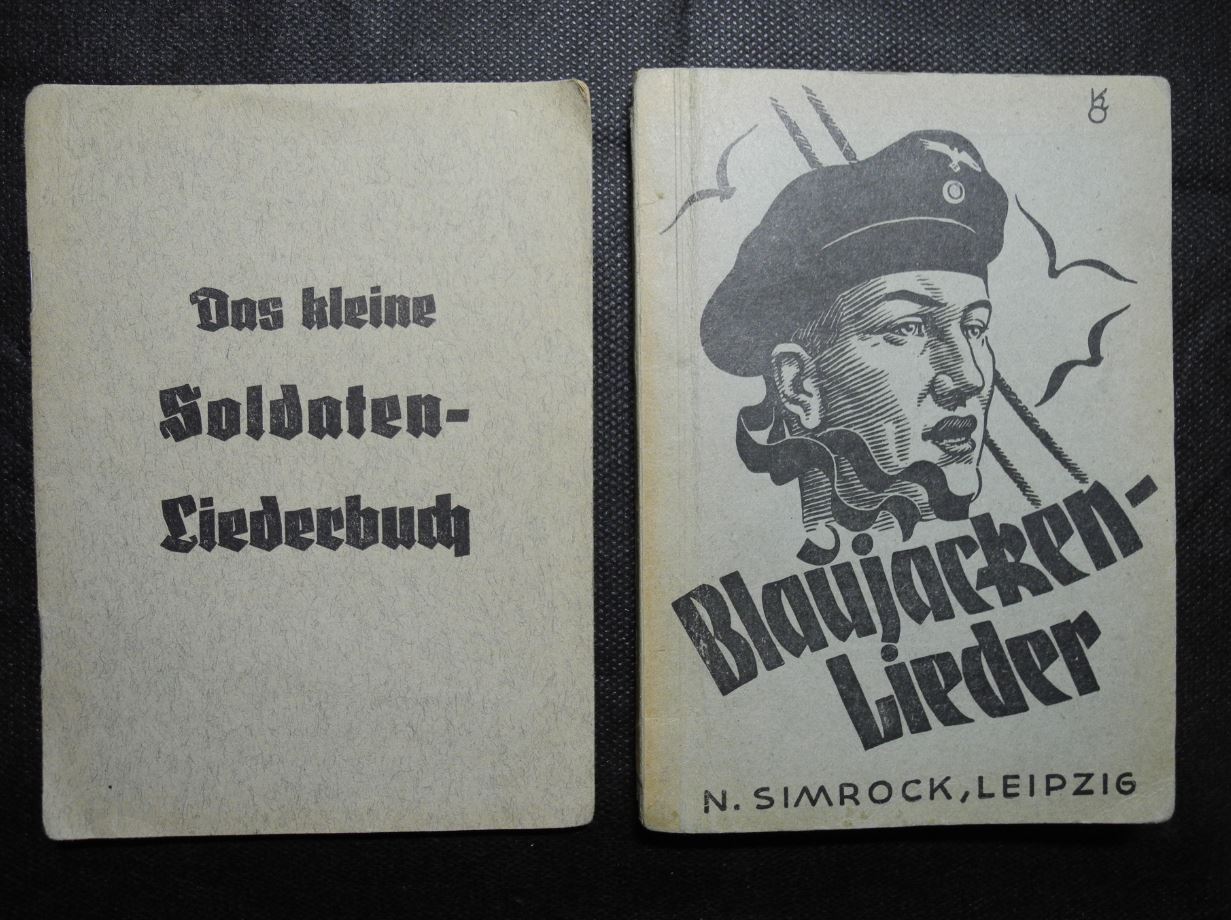 Das kleine
Soldaten-
Liederbuch
Blaujacken-
Lieder
N. SIMROCK, LEIPZIG